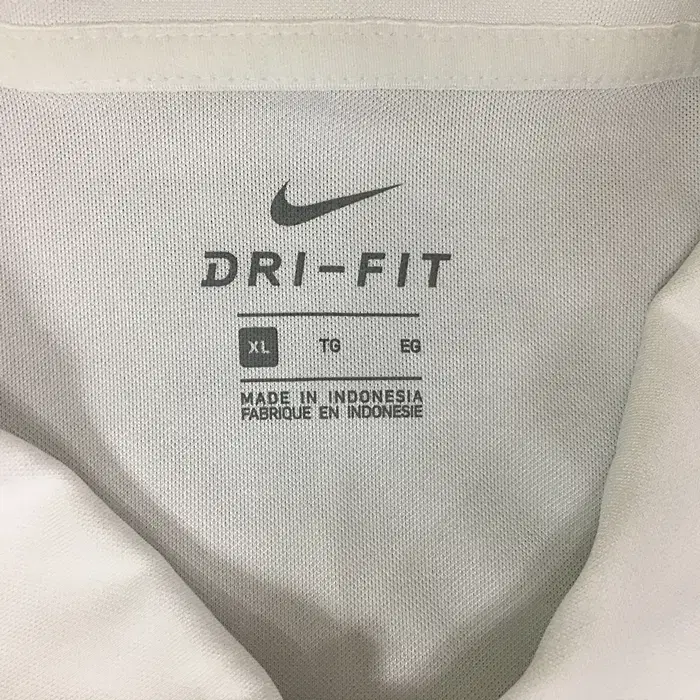 DRI-FIT
XL TG EG
MADE IN INDONESIA
FABRIQUE EN INDONESIE